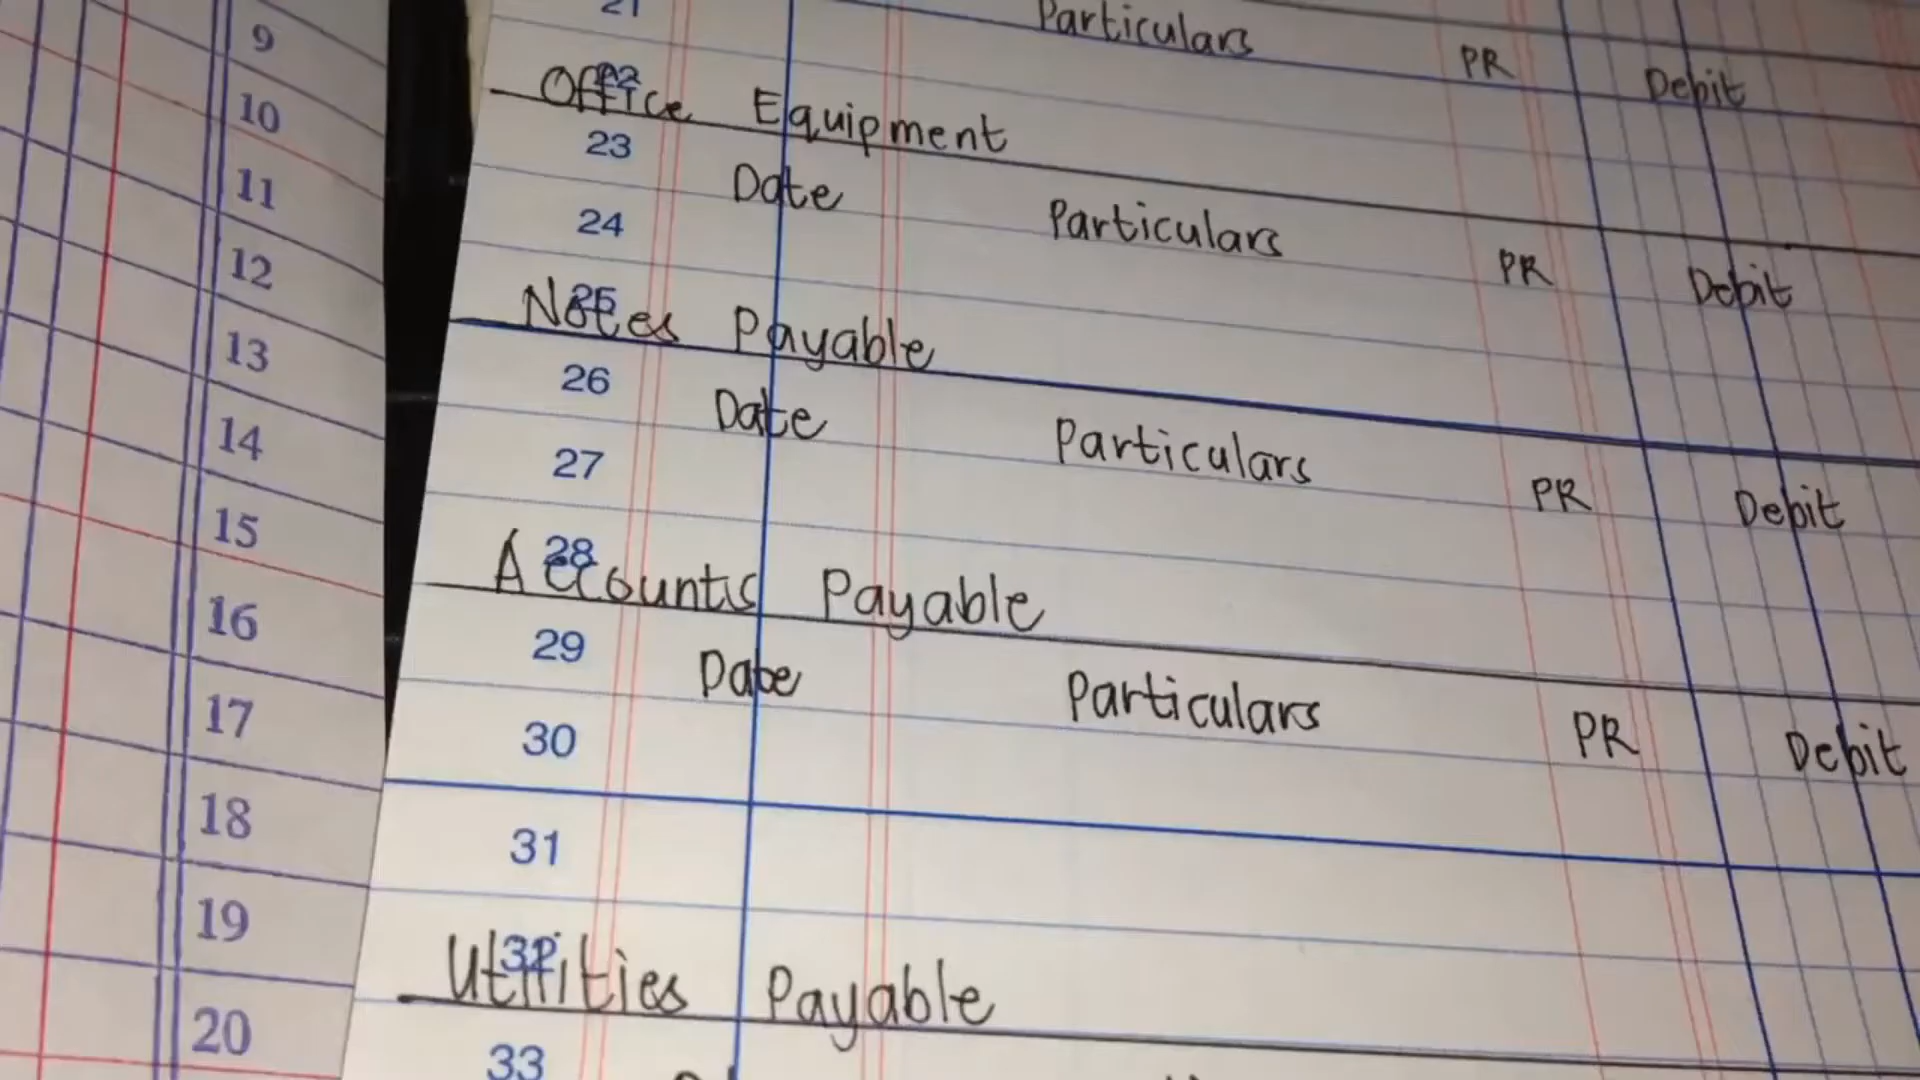 9
10
11
12
13
14
15
16
17
18
19
20
21 Particulars PR Debit
22 Office Equipment
23 Date Particulars PR Debit
24
25 Notes Payable
26 Date Particulars PR Debit
27
28 Accounts Payable
29 Date Particulars PR Debit
30
31
32 Utilities Payable
33